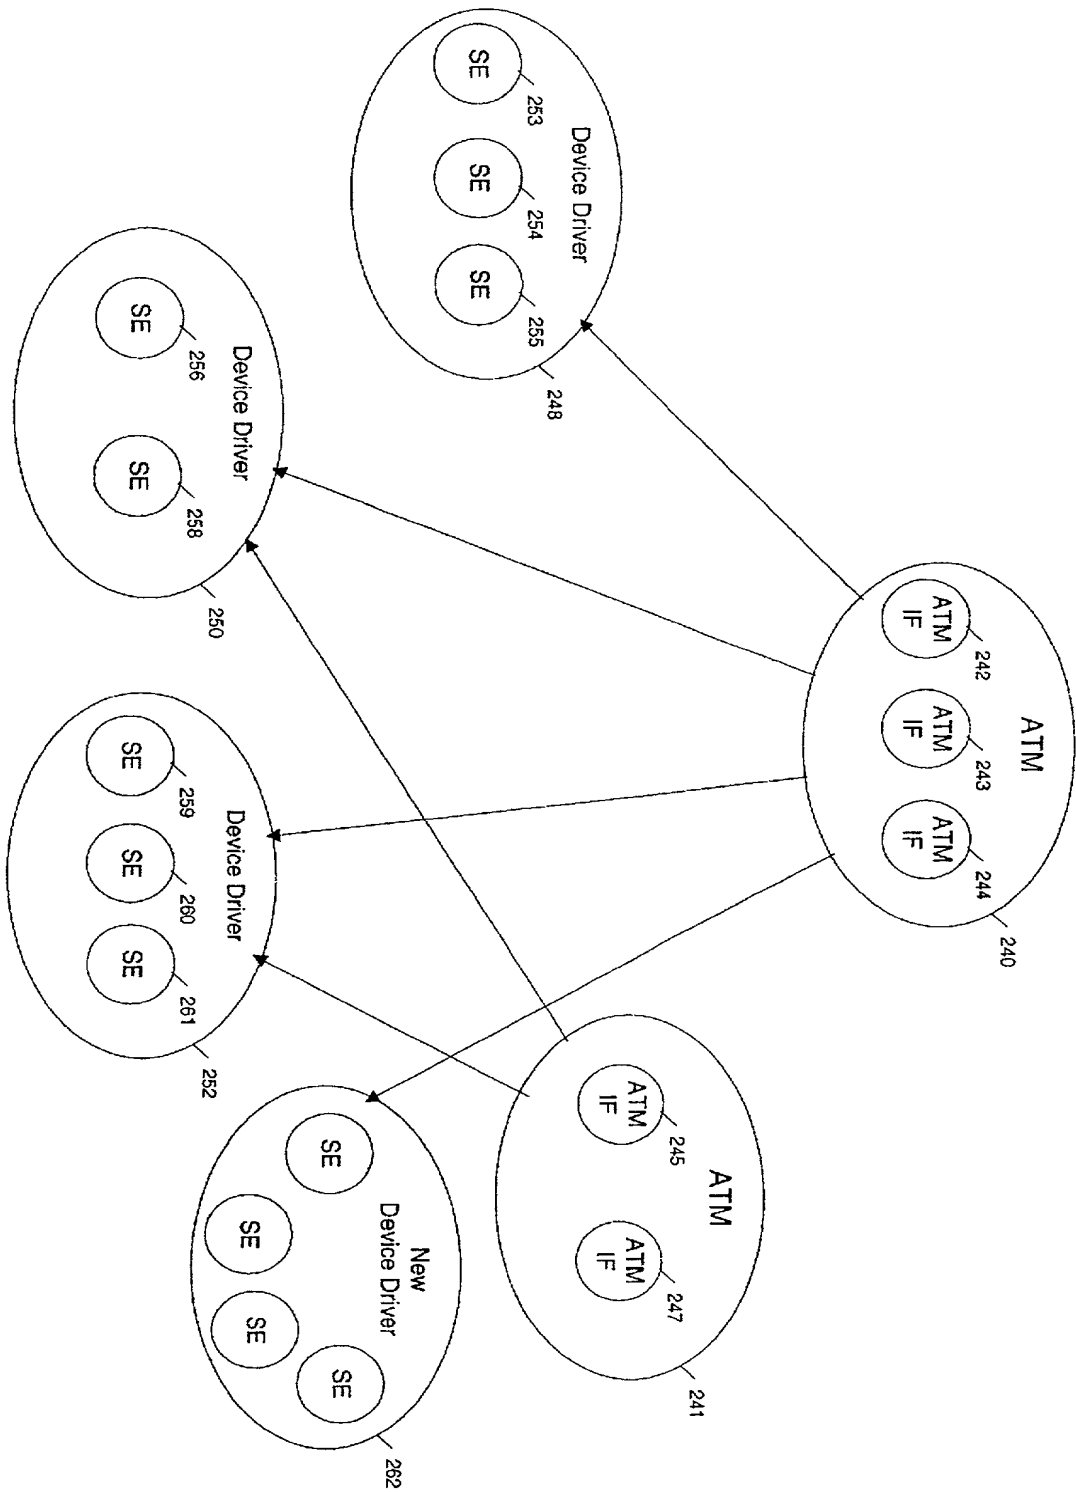 ATM
ATM
IF
242
ATM
IF
243
ATM
IF
244
240
ATM
ATM
IF
245
ATM
IF
247
241
Device Driver
SE
253
SE
254
SE
255
248
Device Driver
SE
256
SE
258
250
Device Driver
SE
259
SE
260
SE
261
252
New
Device Driver
SE
SE
SE
SE
262